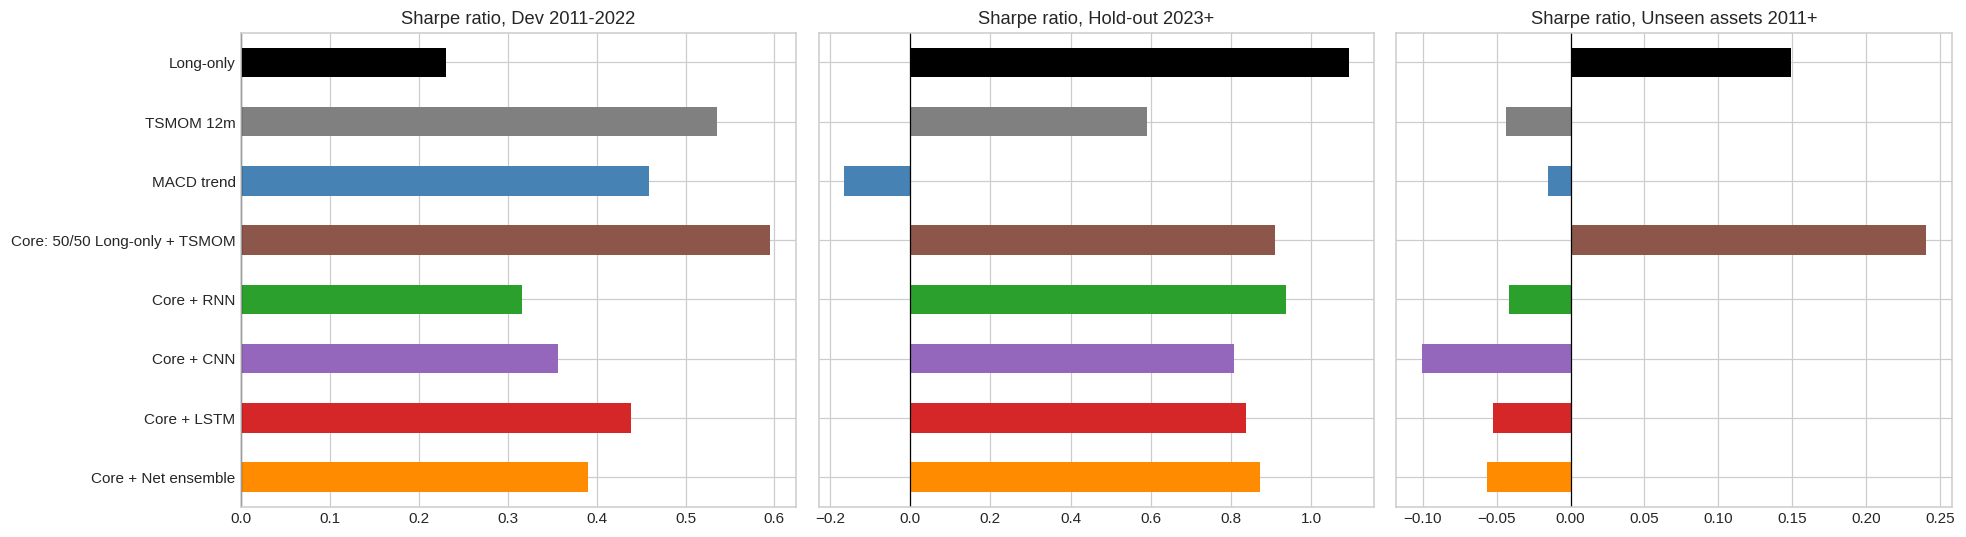 Sharpe ratio, Dev 2011-2022
Sharpe ratio, Hold-out 2023+
Sharpe ratio, Unseen assets 2011+
Long-only
TSMOM 12m
MACD trend
Core: 50/50 Long-only + TSMOM
Core + RNN
Core + CNN
Core + LSTM
Core + Net ensemble
0.0 0.1 0.2 0.3 0.4 0.5 0.6
−0.2 0.0 0.2 0.4 0.6 0.8 1.0
−0.10 −0.05 0.00 0.05 0.10 0.15 0.20 0.25